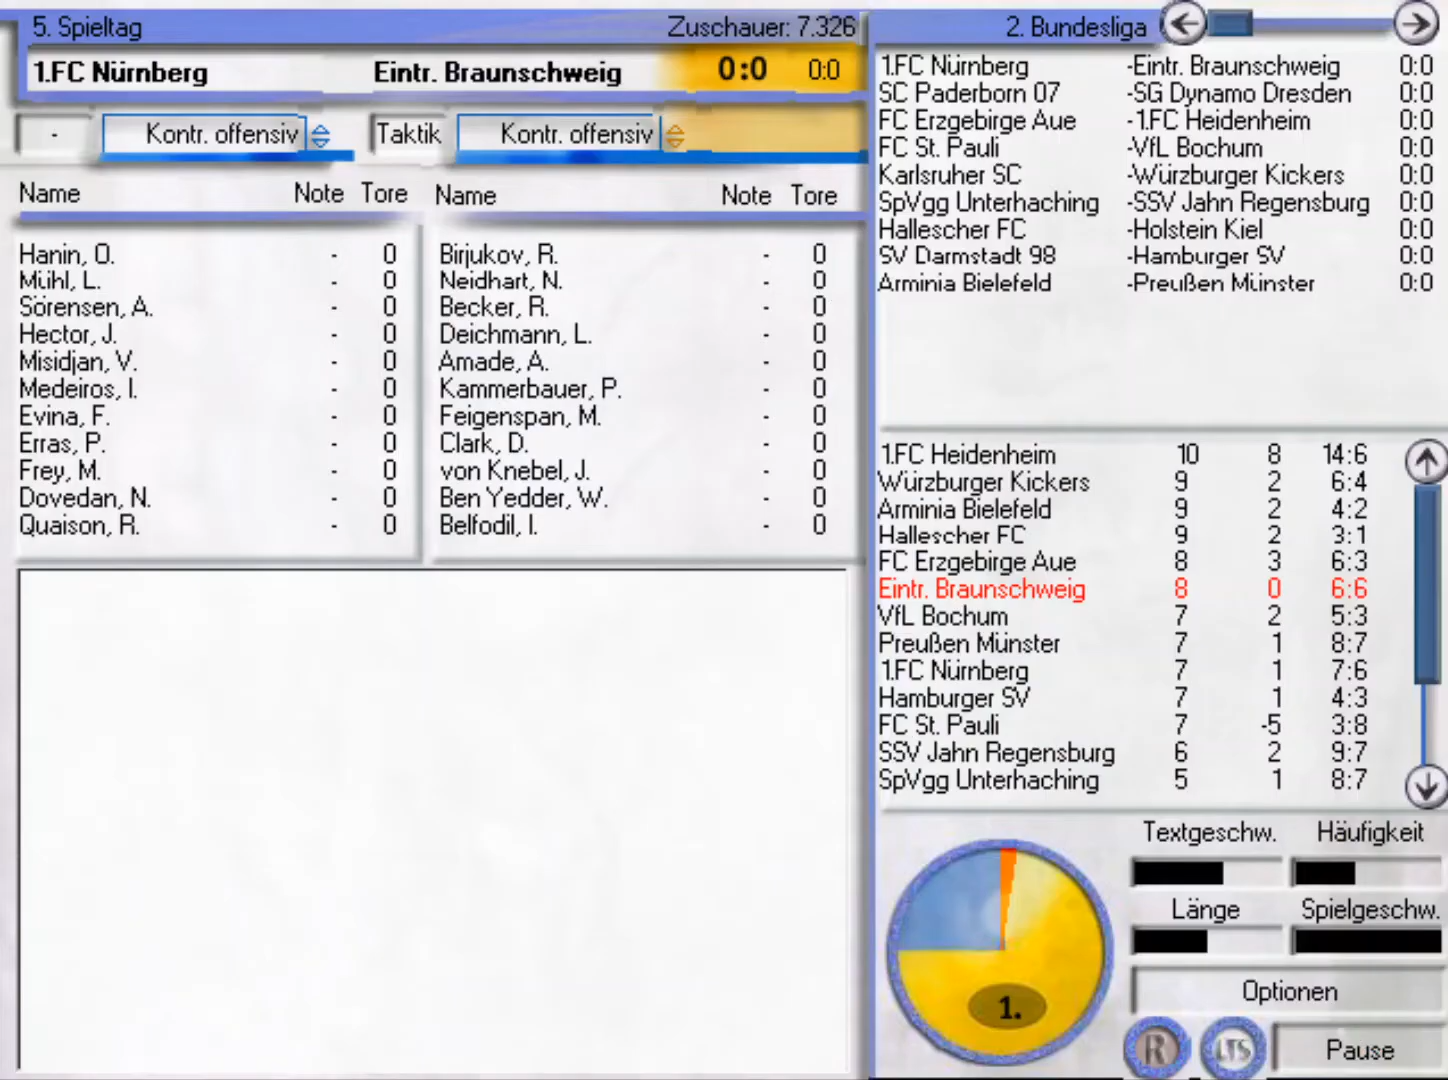 5. Spieltag Zuschauer: 7.326
1.FC Nürnberg Eintr. Braunschweig 0:0 0:0
- Kontr. offensiv Taktik Kontr. offensiv
Name Note Tore Name Note Tore
Hanin, O. - 0 Birjukov, R. - 0
Mühl, L. - 0 Neidhart, N. - 0
Sörensen, A. - 0 Becker, R. - 0
Hector, J. - 0 Deichmann, L. - 0
Misidjan, V. - 0 Amade, A. - 0
Medeiros, I. - 0 Kammerbauer, P. - 0
Evina, F. - 0 Feigenspan, M. - 0
Erras, P. - 0 Clark, D. - 0
Frey, M. - 0 von Knebel, J. - 0
Dovedan, N. - 0 Ben Yedder, W. - 0
Quaison, R. - 0 Belfodil, I. - 0
2. Bundesliga
1.FC Nürnberg -Eintr. Braunschweig 0:0
SC Paderborn 07 -SG Dynamo Dresden 0:0
FC Erzgebirge Aue -1.FC Heidenheim 0:0
FC St. Pauli -VfL Bochum 0:0
Karlsruher SC -Würzburger Kickers 0:0
SpVgg Unterhaching -SSV Jahn Regensburg 0:0
Hallescher FC -Holstein Kiel 0:0
SV Darmstadt 98 -Hamburger SV 0:0
Arminia Bielefeld -Preußen Münster 0:0
1.FC Heidenheim 10 8 14:6
Würzburger Kickers 9 2 6:4
Arminia Bielefeld 9 2 4:2
Hallescher FC 9 2 3:1
FC Erzgebirge Aue 8 3 6:3
Eintr. Braunschweig 8 0 6:6
VfL Bochum 7 2 5:3
Preußen Münster 7 1 8:7
1.FC Nürnberg 7 1 7:6
Hamburger SV 7 1 4:3
FC St. Pauli 7 -5 3:8
SSV Jahn Regensburg 6 2 9:7
SpVgg Unterhaching 5 1 8:7
Textgeschw. Häufigkeit
Länge Spielgeschw.
Optionen
1.
R LTS Pause